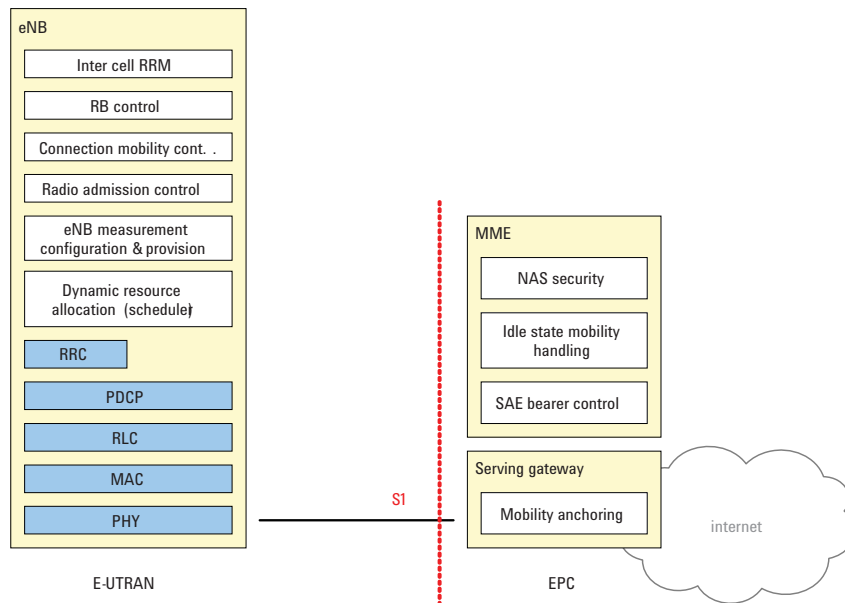 eNB
Inter cell RRM
RB control
Connection mobility cont. .
Radio admission control
eNB measurement
configuration & provision
Dynamic resource
allocation (scheduler)
RRC
PDCP
RLC
MAC
PHY
E-UTRAN
S1
MME
NAS security
Idle state mobility
handling
SAE bearer control
Serving gateway
Mobility anchoring
EPC
internet